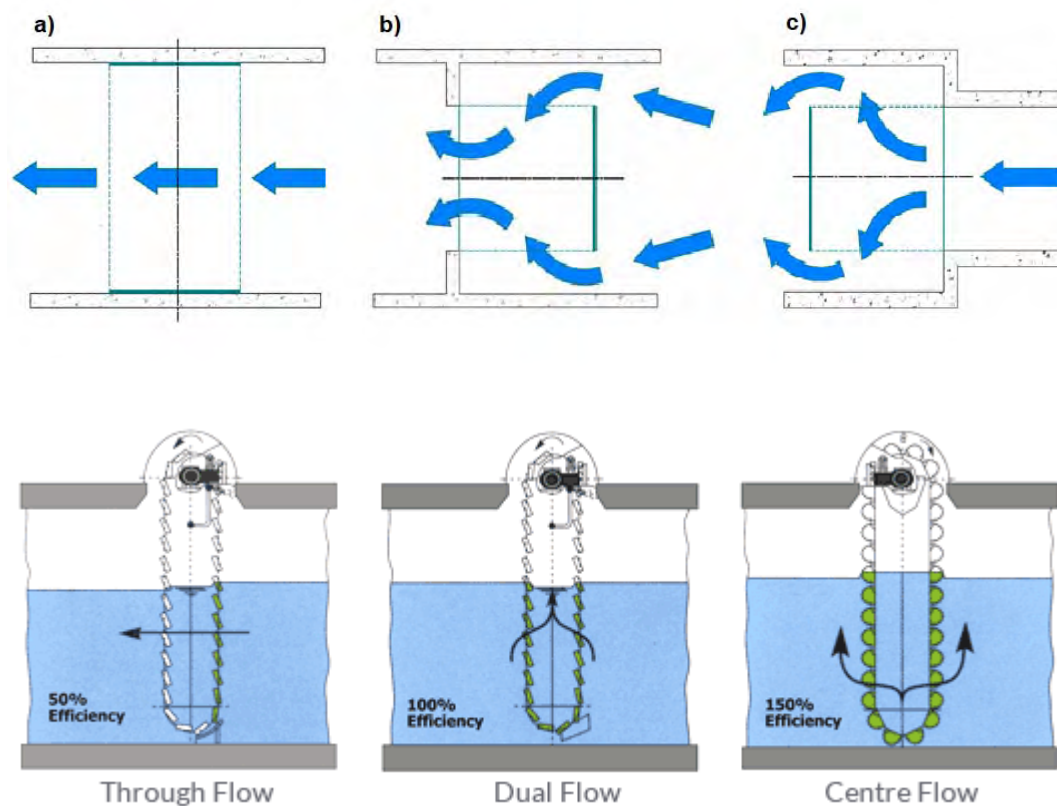 a)
b)
c)
50%
Efficiency
100%
Efficiency
150%
Efficiency
Through Flow
Dual Flow
Centre Flow